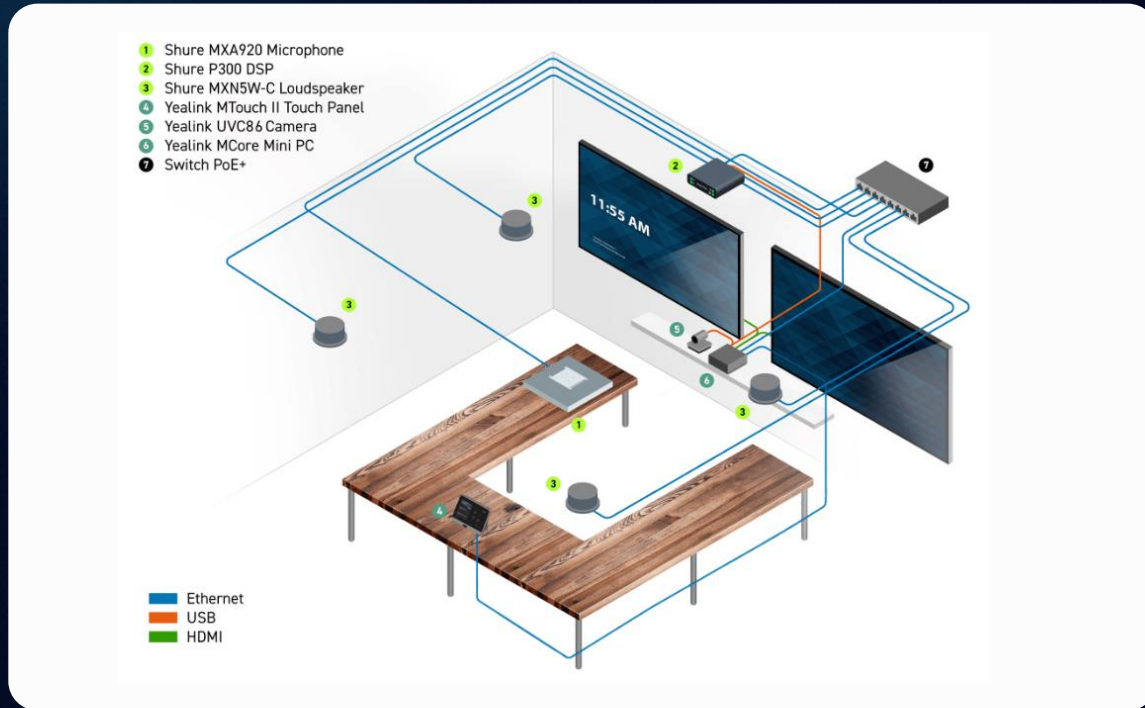 1 Shure MXA920 Microphone
2 Shure P300 DSP
3 Shure MXN5W-C Loudspeaker
4 Yealink MTouch II Touch Panel
5 Yealink UVC86 Camera
6 Yealink MCore Mini PC
7 Switch PoE+
2
7
3
11:55 AM
3
5
6
3
1
3
4
Ethernet
USB
HDMI